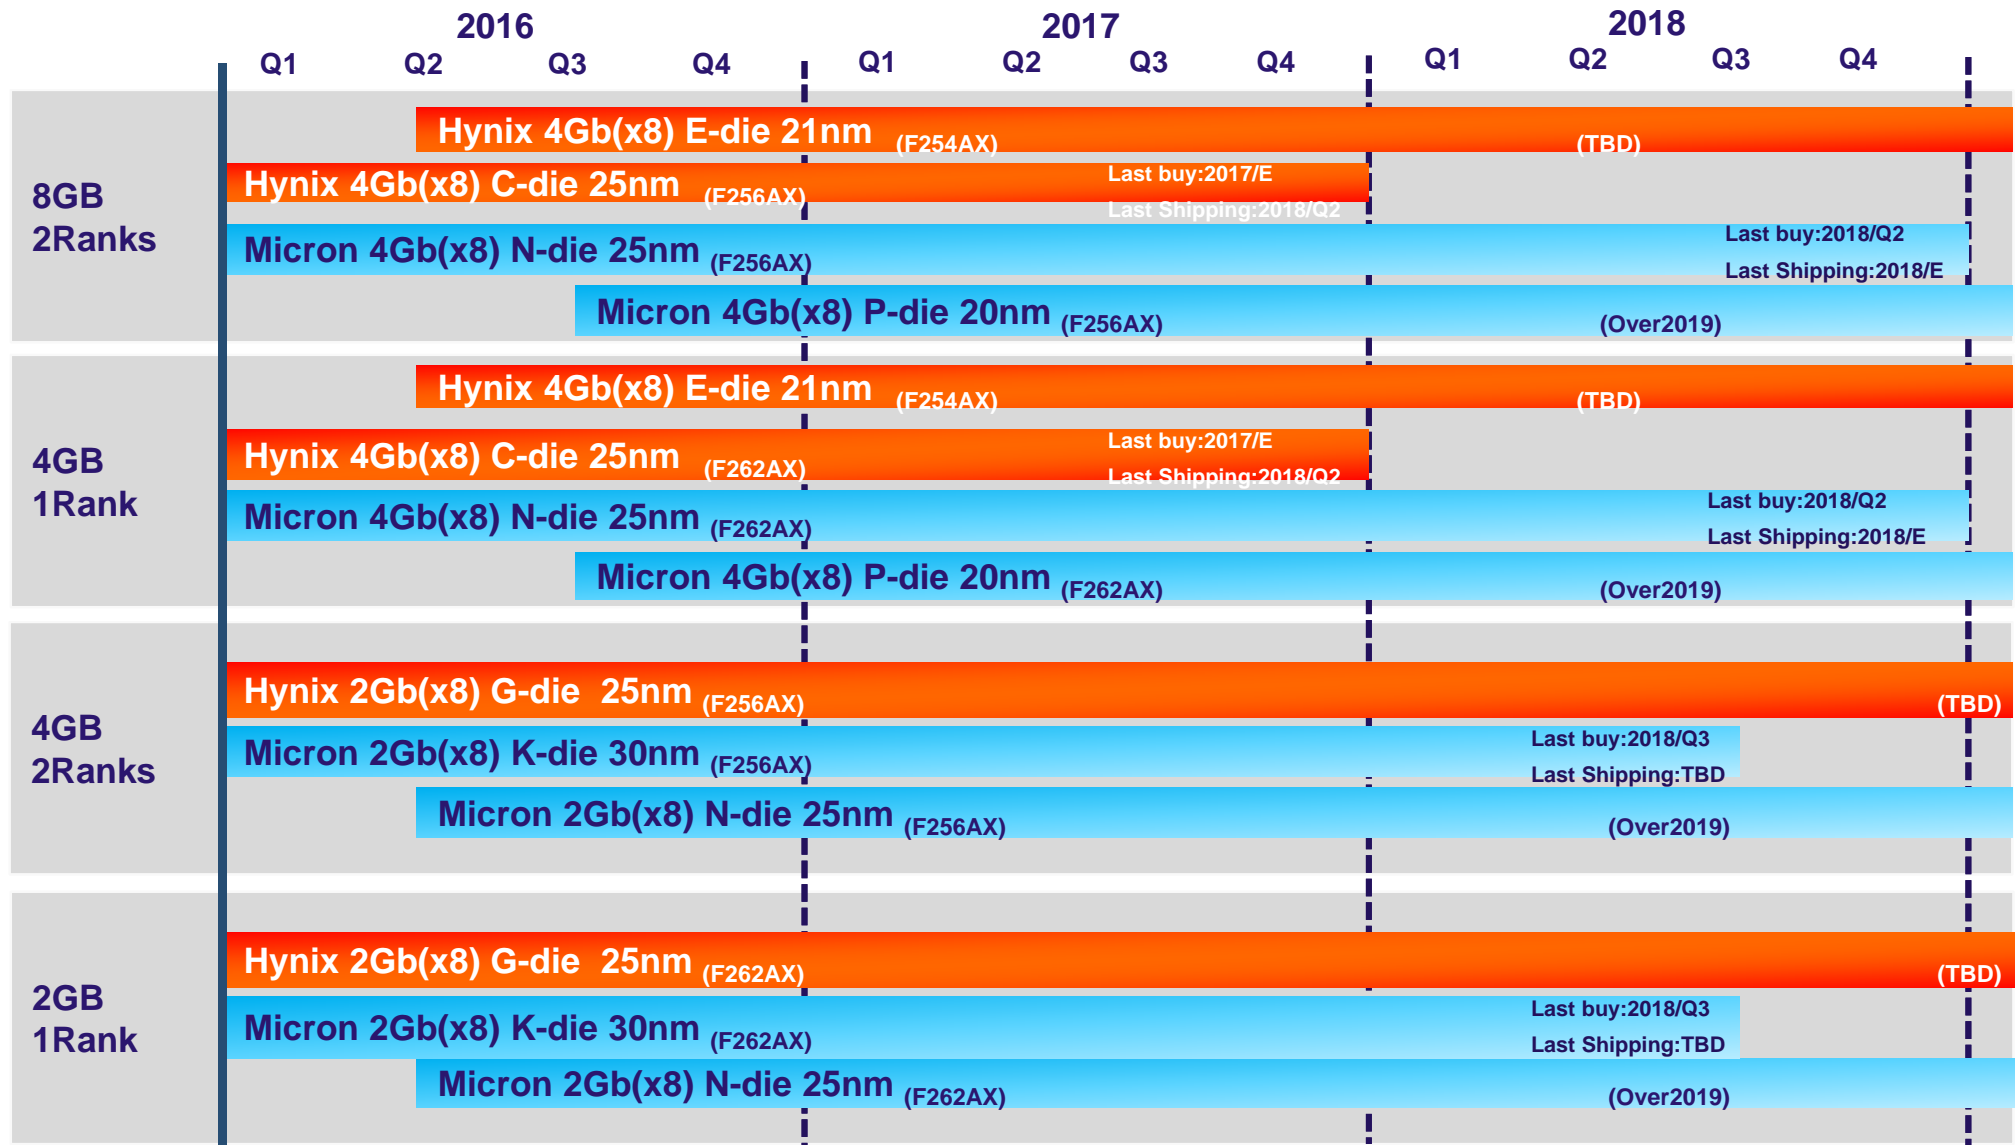 2016 2017 2018
Q1 Q2 Q3 Q4 Q1 Q2 Q3 Q4 Q1 Q2 Q3 Q4
8GB
2Ranks
Hynix 4Gb(x8) E-die 21nm (F254AX) (TBD)
Hynix 4Gb(x8) C-die 25nm (F256AX)
Last buy:2017/E
Last Shipping:2018/Q2
Micron 4Gb(x8) N-die 25nm (F256AX)
Last buy:2018/Q2
Last Shipping:2018/E
Micron 4Gb(x8) P-die 20nm (F256AX) (Over2019)
4GB
1Rank
Hynix 4Gb(x8) E-die 21nm (F254AX) (TBD)
Hynix 4Gb(x8) C-die 25nm (F262AX)
Last buy:2017/E
Last Shipping:2018/Q2
Micron 4Gb(x8) N-die 25nm (F262AX)
Last buy:2018/Q2
Last Shipping:2018/E
Micron 4Gb(x8) P-die 20nm (F262AX) (Over2019)
4GB
2Ranks
Hynix 2Gb(x8) G-die 25nm (F256AX) (TBD)
Micron 2Gb(x8) K-die 30nm (F256AX)
Last buy:2018/Q3
Last Shipping:TBD
Micron 2Gb(x8) N-die 25nm (F256AX) (Over2019)
2GB
1Rank
Hynix 2Gb(x8) G-die 25nm (F262AX) (TBD)
Micron 2Gb(x8) K-die 30nm (F262AX)
Last buy:2018/Q3
Last Shipping:TBD
Micron 2Gb(x8) N-die 25nm (F262AX) (Over2019)